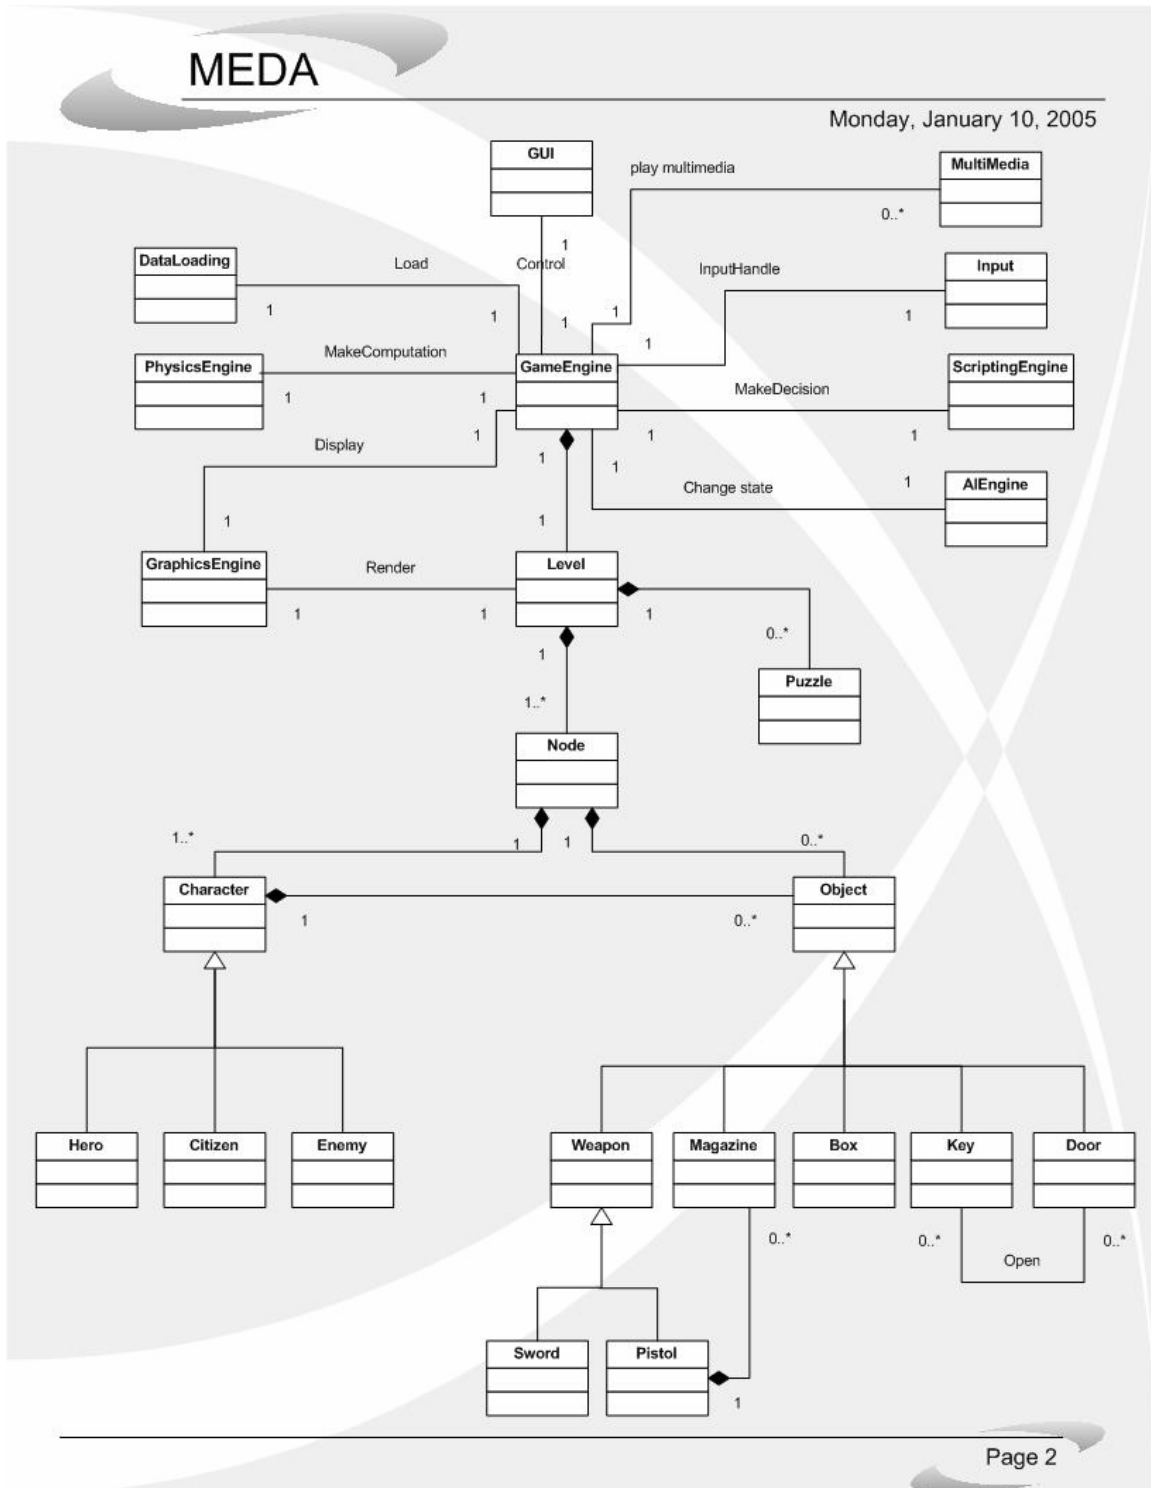 MEDA
Monday, January 10, 2005
GUI
play multimedia
MultiMedia
0..*
1
DataLoading
Load
Control
InputHandle
Input
1
1
1
1
1
1
MakeComputation
PhysicsEngine
GameEngine
ScriptingEngine
1
1
MakeDecision
Display
1
1
1
1
1
Change state
1
AIEngine
1
1
GraphicsEngine
Render
Level
1
1
1
0..*
1
Puzzle
1..*
Node
1..*
1
1
0..*
Character
Object
1
0..*
Hero
Citizen
Enemy
Weapon
Magazine
Box
Key
Door
0..*
0..*
0..*
Open
Sword
Pistol
1
Page 2